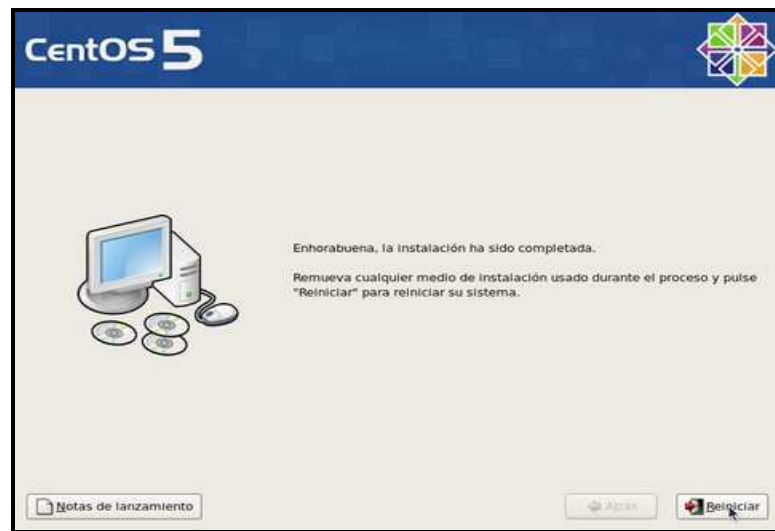 CentOS 5
Enhorabuena, la instalación ha sido completada.
Remueva cualquier medio de instalación usado durante el proceso y pulse
"Reiniciar" para reiniciar su sistema.
Notas de lanzamiento
Atrás
Reiniciar